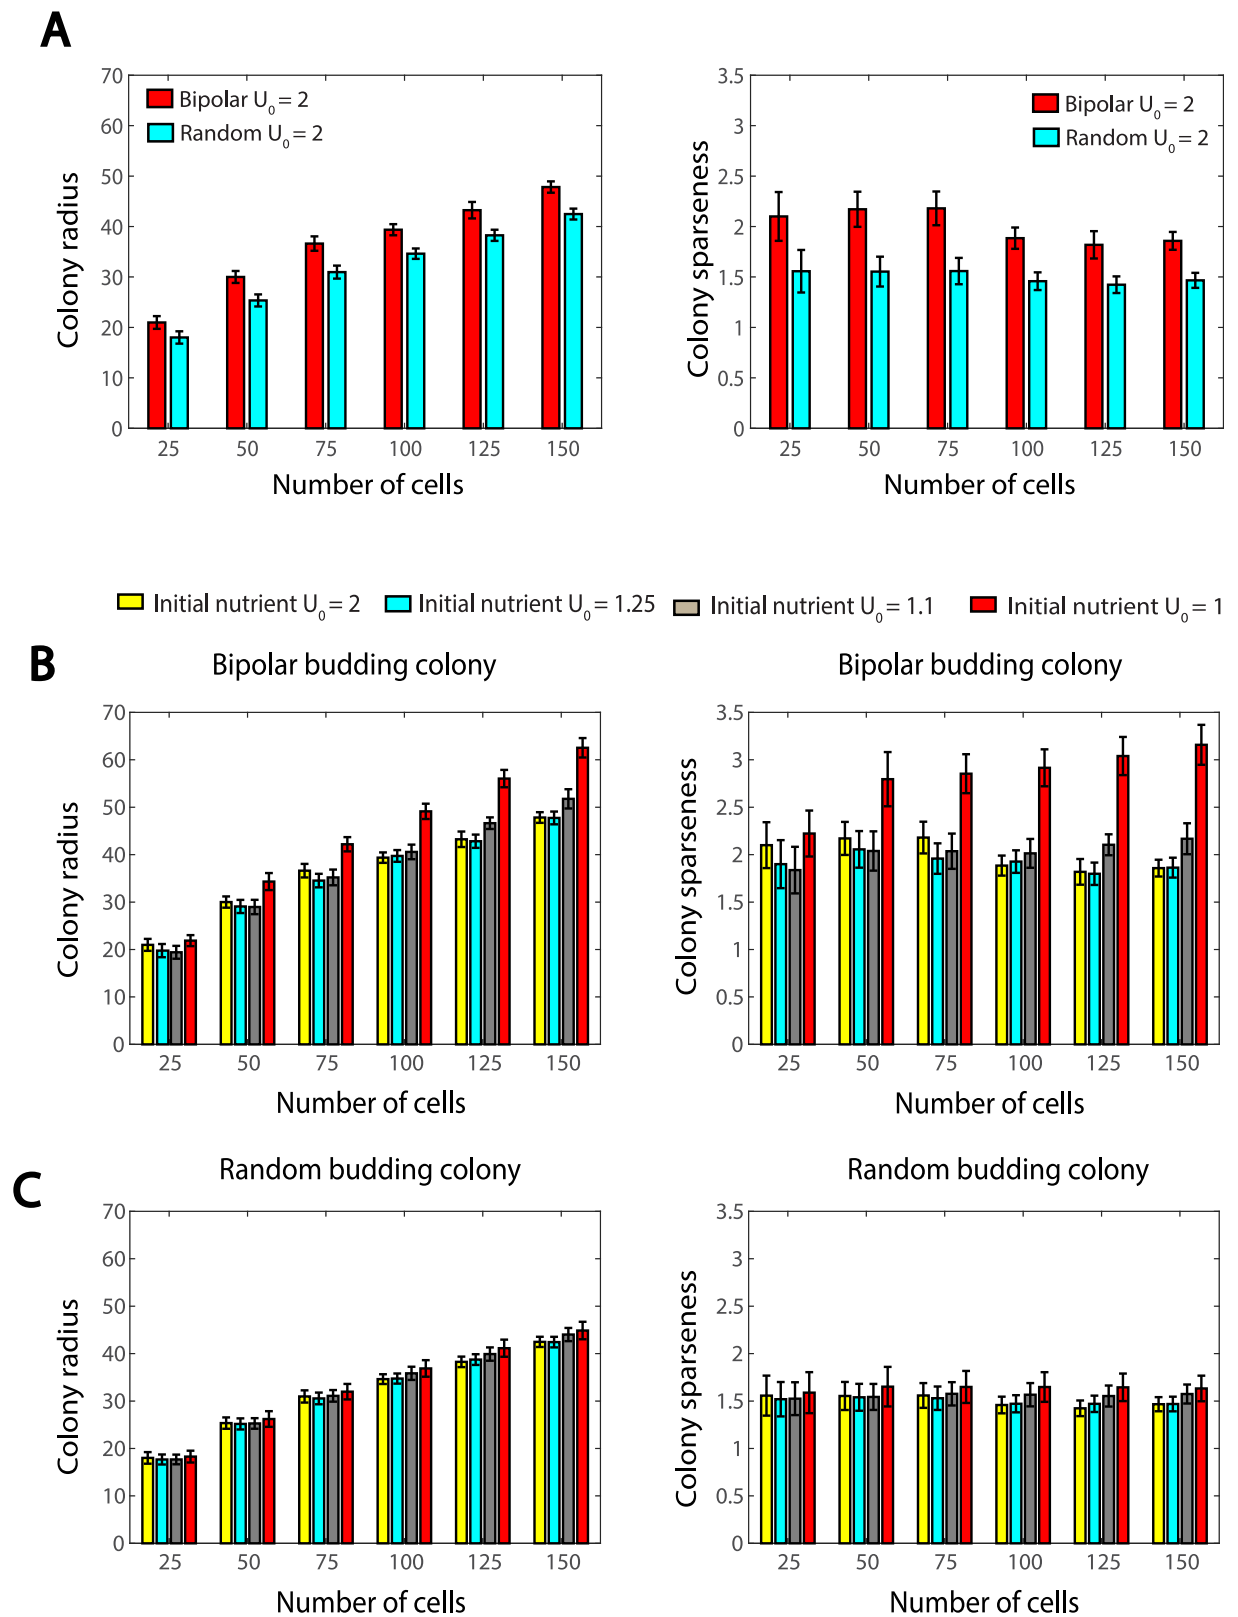 A
Bipolar U0 = 2
Random U0 = 2
Colony radius
70
60
50
40
30
20
10
0
25 50 75 100 125 150
Number of cells
Bipolar U0 = 2
Random U0 = 2
Colony sparseness
3.5
3
2.5
2
1.5
1
0.5
0
25 50 75 100 125 150
Number of cells
Initial nutrient U0 = 2 Initial nutrient U0 = 1.25 Initial nutrient U0 = 1.1 Initial nutrient U0 = 1
B
Bipolar budding colony
Colony radius
70
60
50
40
30
20
10
0
25 50 75 100 125 150
Number of cells
Bipolar budding colony
Colony sparseness
3.5
3
2.5
2
1.5
1
0.5
0
25 50 75 100 125 150
Number of cells
C
Random budding colony
Colony radius
70
60
50
40
30
20
10
0
25 50 75 100 125 150
Number of cells
Random budding colony
Colony sparseness
3.5
3
2.5
2
1.5
1
0.5
0
25 50 75 100 125 150
Number of cells